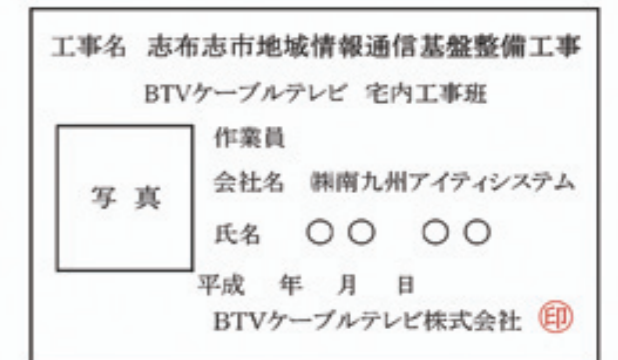 工事名 志布志市地域情報通信基盤整備工事
BTVケーブルテレビ 宅内工事班
作業員
写 真
会社名 ㈱南九州アイティシステム
氏名 ○○ ○○
平成 年 月 日
BTVケーブルテレビ株式会社 印